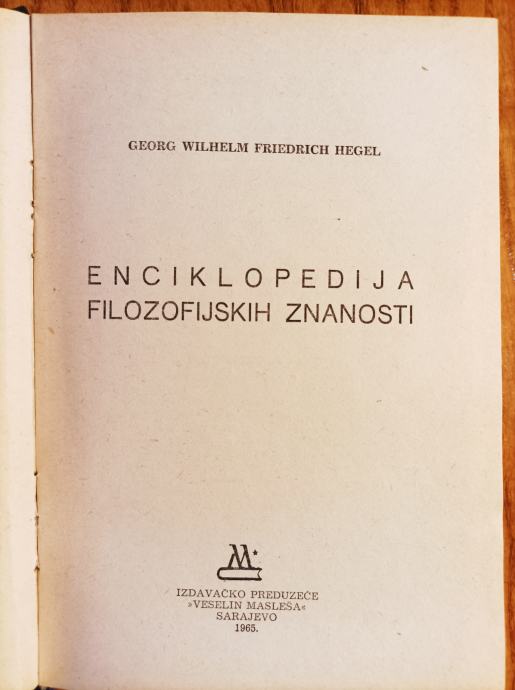 GEORG WILHELM FRIEDRICH HEGEL
ENCIKLOPEDIJA
FILOZOFIJSKIH ZNANOSTI
M
IZDAVAČKO PREDUZEĆE
»VESELIN MASLEŠA«
SARAJEVO
1965.